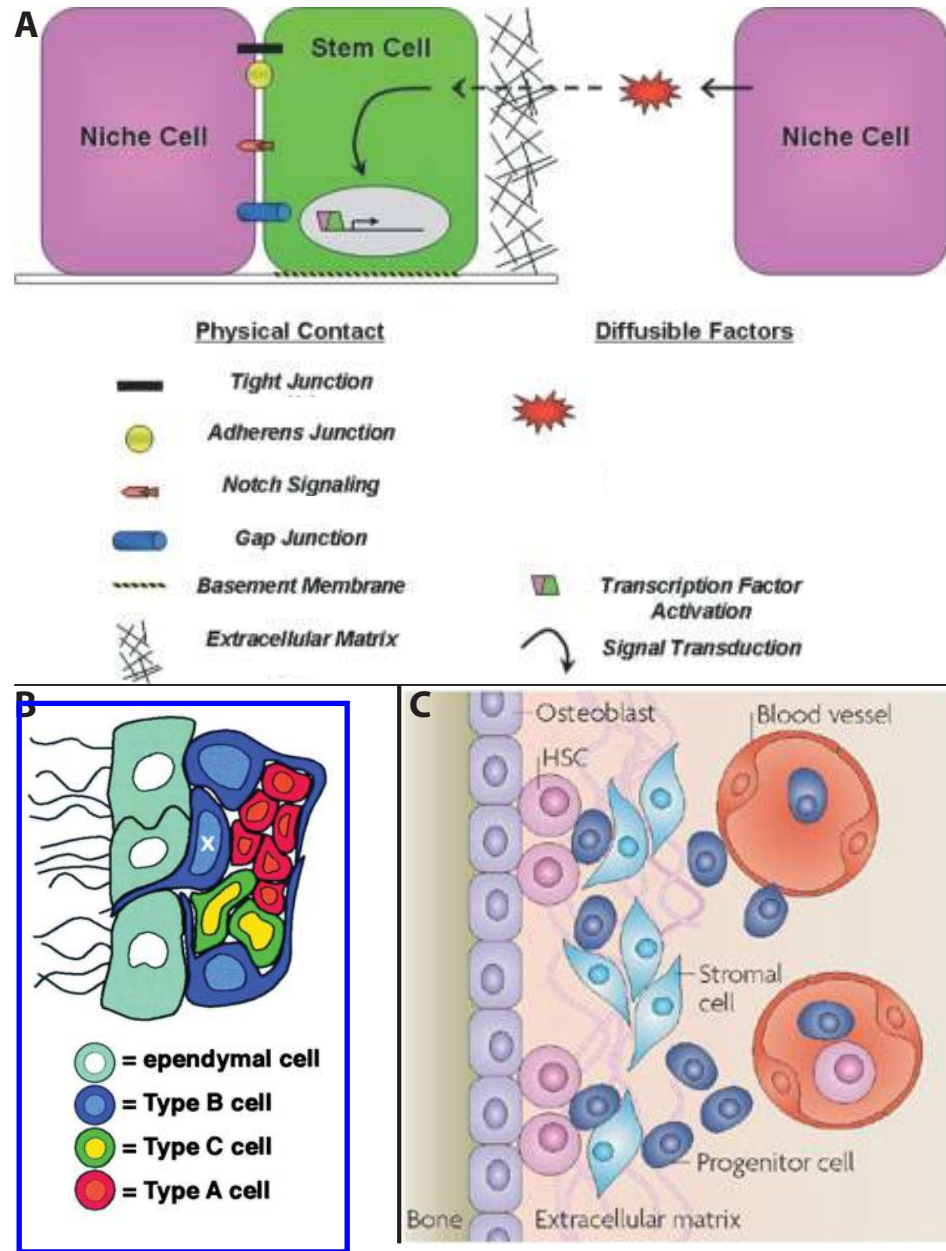 A
Niche Cell
Stem Cell
Niche Cell
Physical Contact
Diffusible Factors
Tight Junction
Adherens Junction
Notch Signaling
Gap Junction
Basement Membrane
Extracellular Matrix
Transcription Factor
Activation
Signal Transduction
B
X
= ependymal cell
= Type B cell
= Type C cell
= Type A cell
C
Osteoblast
Blood vessel
HSC
Stromal
cell
Progenitor cell
Bone
Extracellular matrix